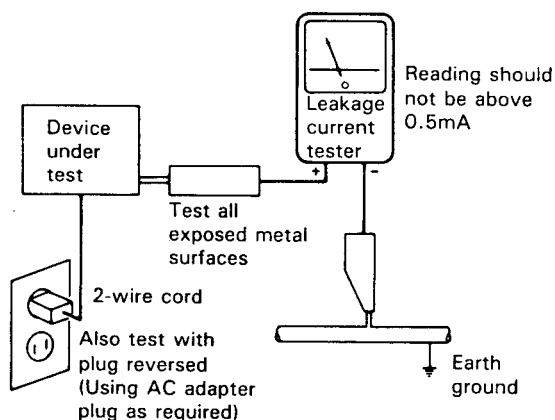 Device
under
test
Leakage
current
tester
+
-
Reading should
not be above
0.5mA
Test all
exposed metal
surfaces
2-wire cord
Also test with
plug reversed
(Using AC adapter
plug as required)
Earth
ground